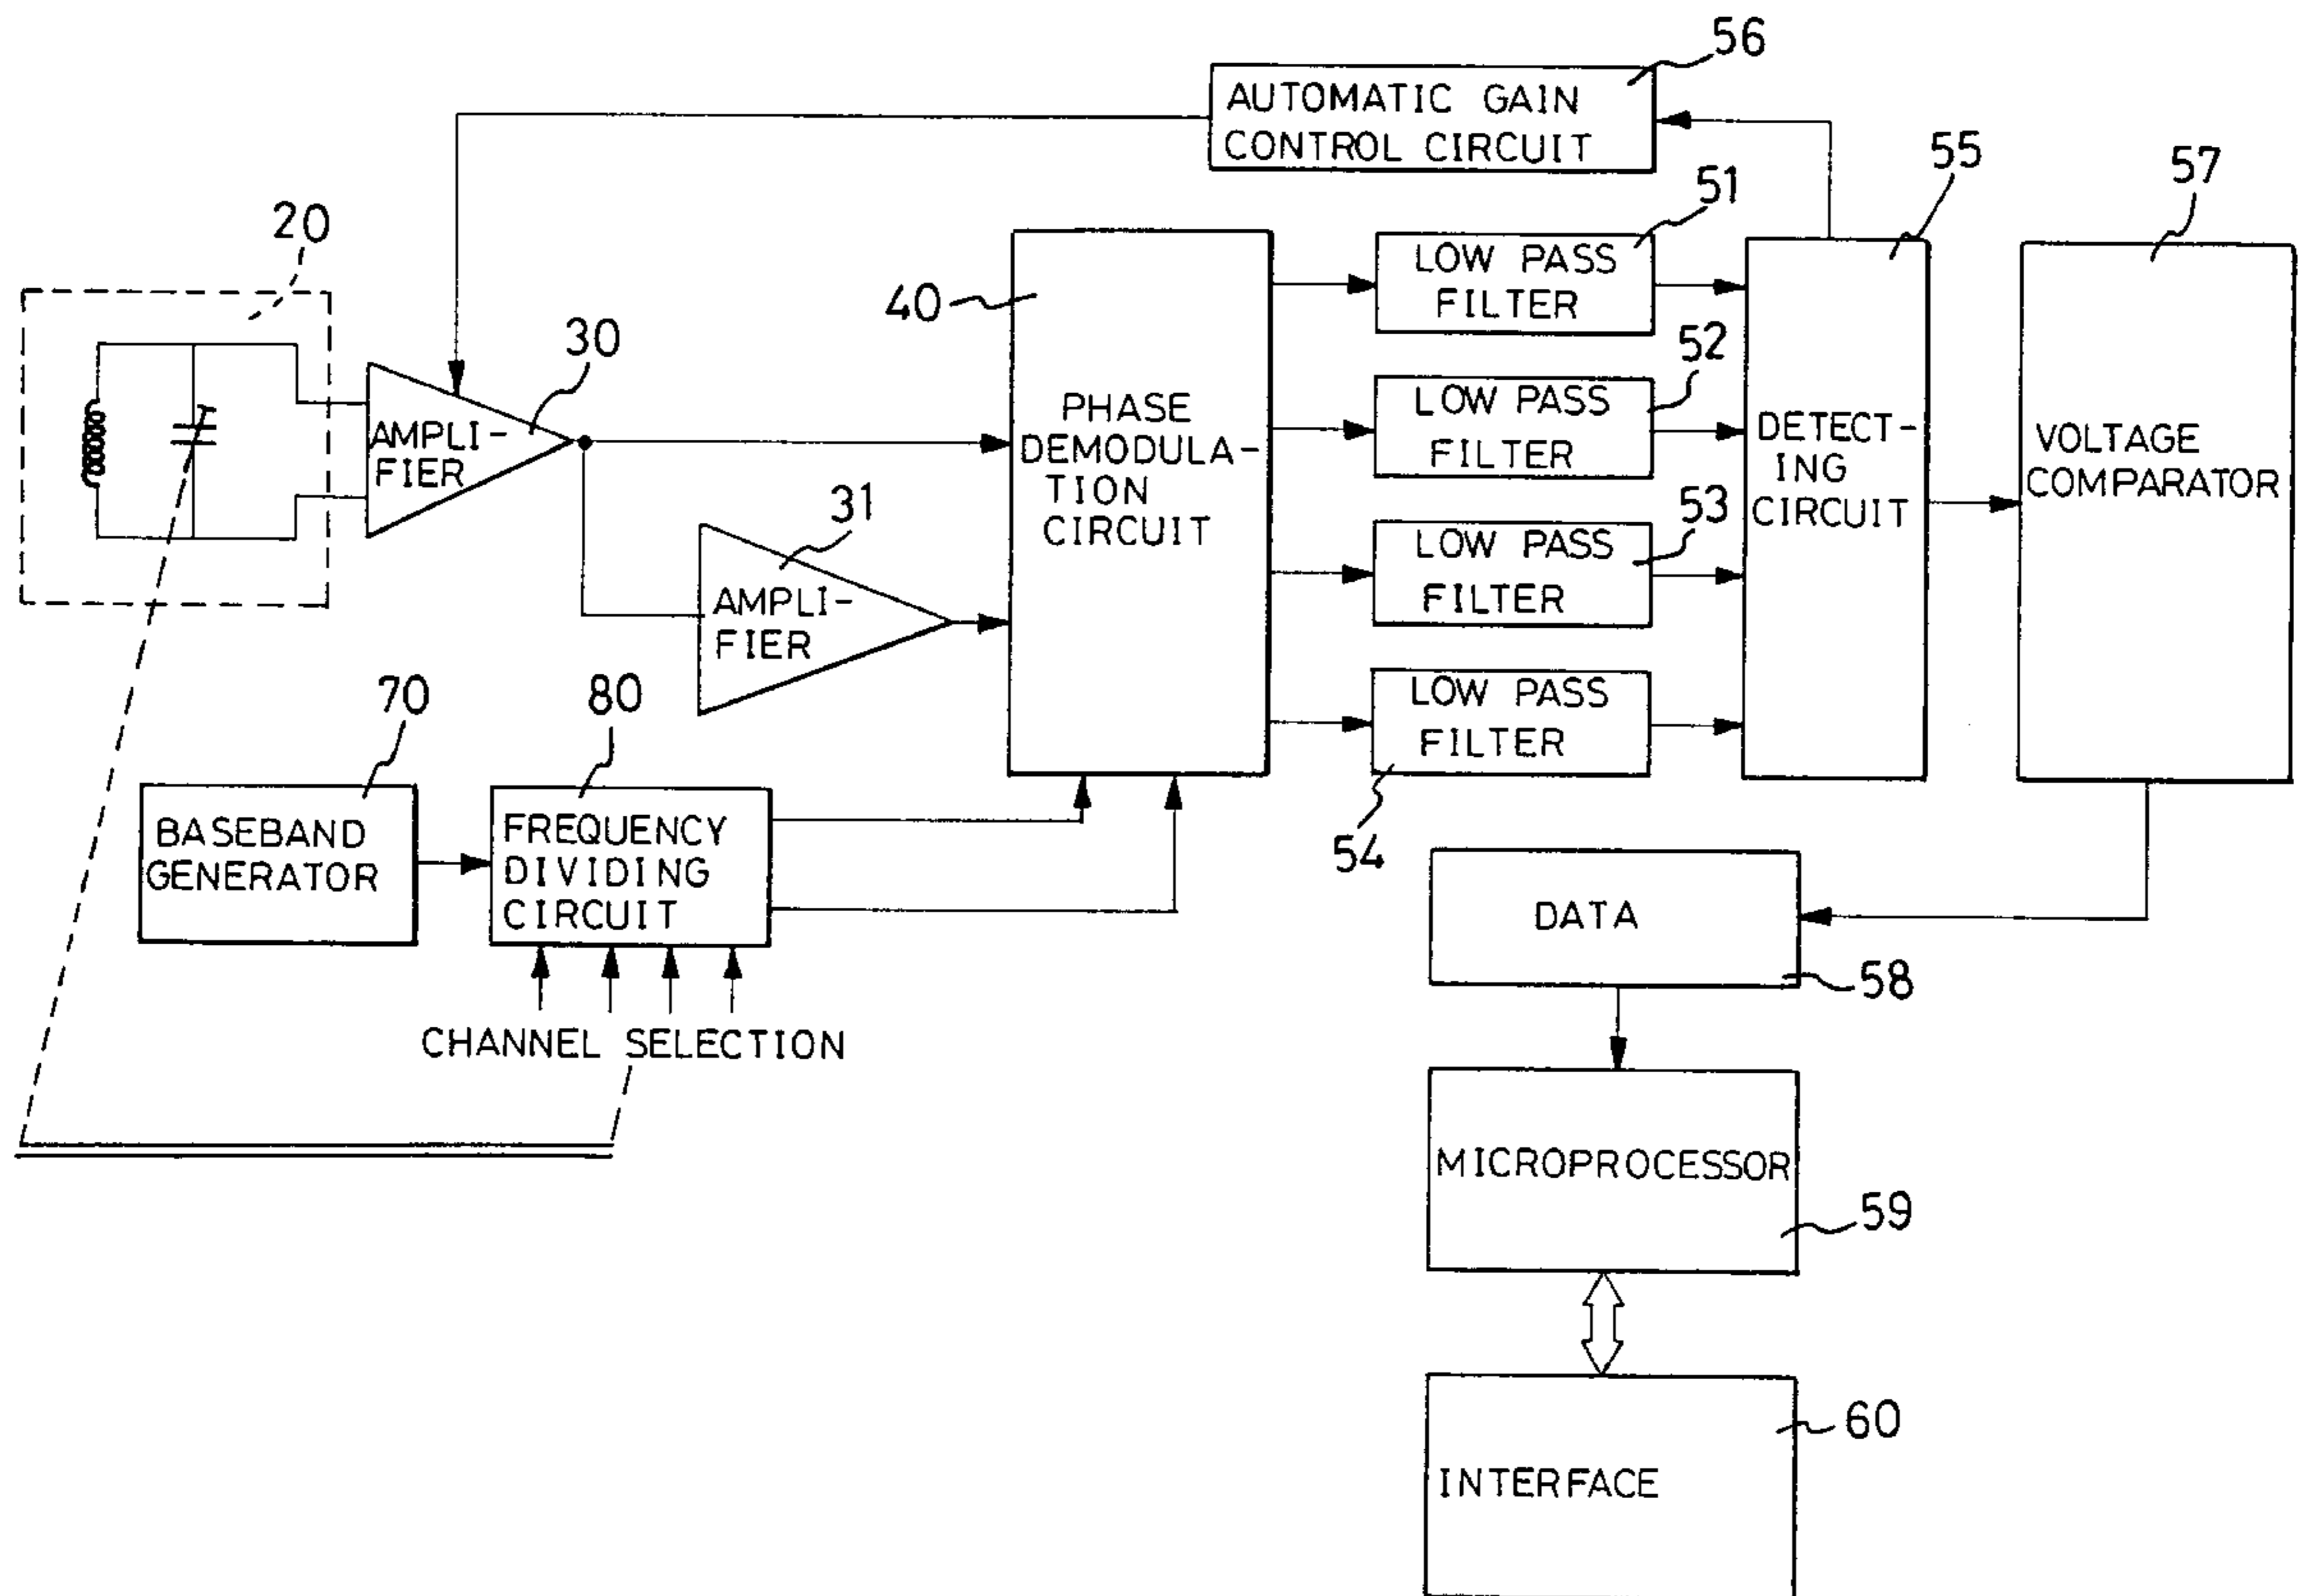 56
AUTOMATIC GAIN
CONTROL CIRCUIT
55
57
51
20
LOW PASS
FILTER
40
30
52
PHASE
DEMODULA-
TION
CIRCUIT
LOW PASS
FILTER
AMPLI-
FIER
DETECT-
ING
CIRCUIT
VOLTAGE
COMPARATOR
31
53
LOW PASS
FILTER
AMPLI-
FIER
70
80
LOW PASS
FILTER
54
BASEBAND
GENERATOR
FREQUENCY
DIVIDING
CIRCUIT
DATA
58
CHANNEL SELECTION
MICROPROCESSOR
59
60
INTERFACE